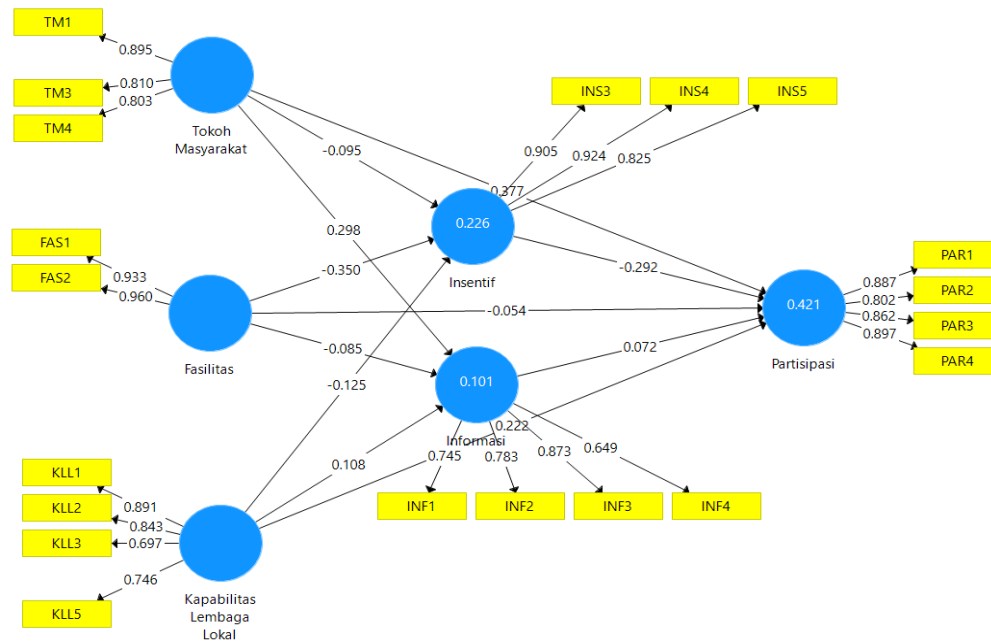 TM1
0.895
TM3
0.810
TM4
0.803
Tokoh
Masyarakat
INS3
INS4
INS5
0.905
0.924
0.825
-0.095
0.377
0.298
0.226
Insentif
FAS1
0.933
FAS2
0.960
Fasilitas
-0.350
-0.292
-0.054
-0.085
-0.125
0.072
PAR1
0.887
PAR2
0.802
PAR3
0.862
PAR4
0.897
0.421
Partisipasi
0.101
Informasi
0.222
0.108
0.745
0.783
0.873
0.649
INF1
INF2
INF3
INF4
KLL1
0.891
KLL2
0.843
KLL3
0.697
0.746
KLL5
Kapabilitas
Lembaga
Lokal